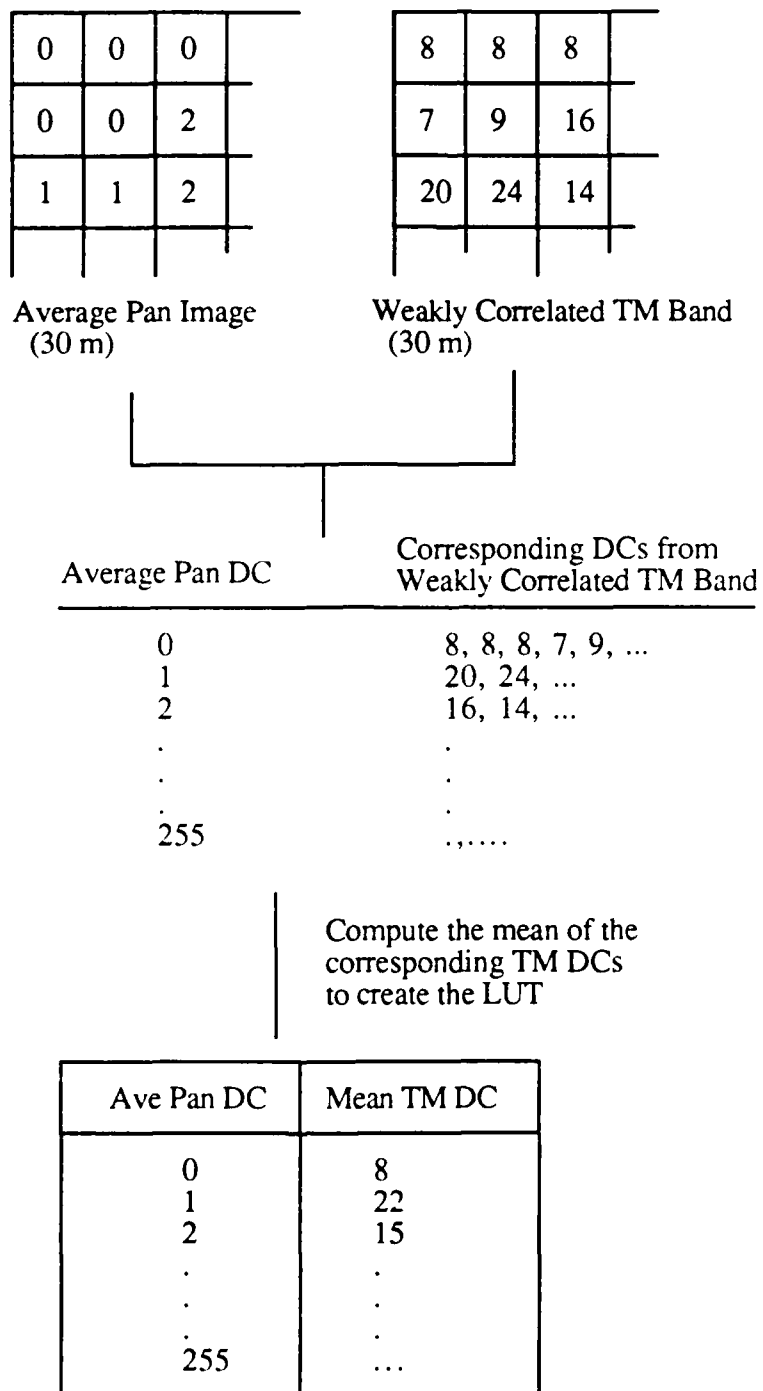 0 0 0 8 8 8
0 0 2 7 9 16
1 1 2 20 24 14
Average Pan Image
(30 m)
Weakly Correlated TM Band
(30 m)
Average Pan DC
Corresponding DCs from
Weakly Correlated TM Band
0 8, 8, 8, 7, 9, ...
1 20, 24, ...
2 16, 14, ...
. .
. .
. .
255 .,....
Compute the mean of the
corresponding TM DCs
to create the LUT
Ave Pan DC Mean TM DC
0 8
1 22
2 15
. .
. .
. .
255 ...